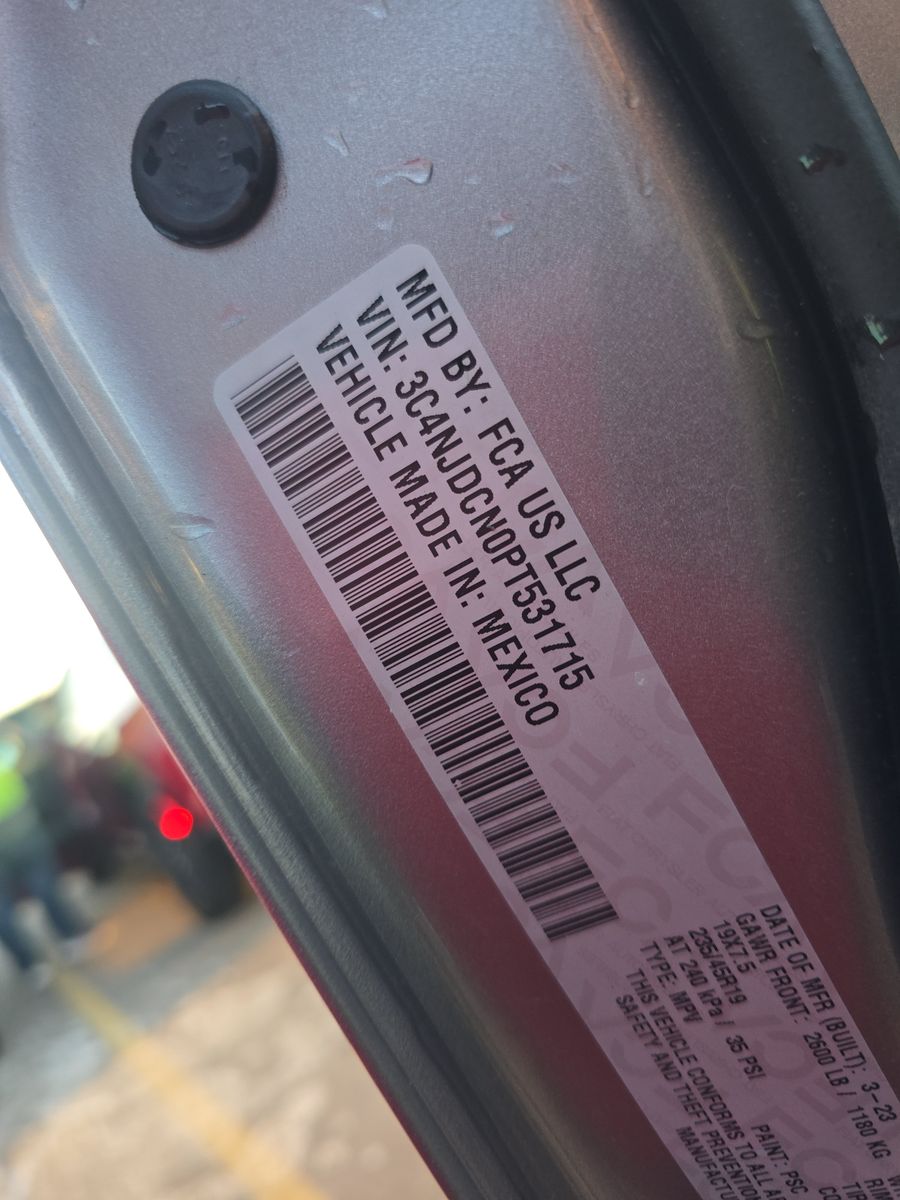 MFD BY: FCA US LLC
VIN: 3C4NJDCN0PT531715
VEHICLE MADE IN: MEXICO
DATE OF MFR (BUILT): 3-23
GAWR FRONT: 2600 LB / 1180 KG
19X7.5
235/45R19
AT 240 kPa / 35 PSI PAINT: PSC
TYPE: MPV
THIS VEHICLE CONFORMS TO ALL
SAFETY AND THEFT PREVENTION